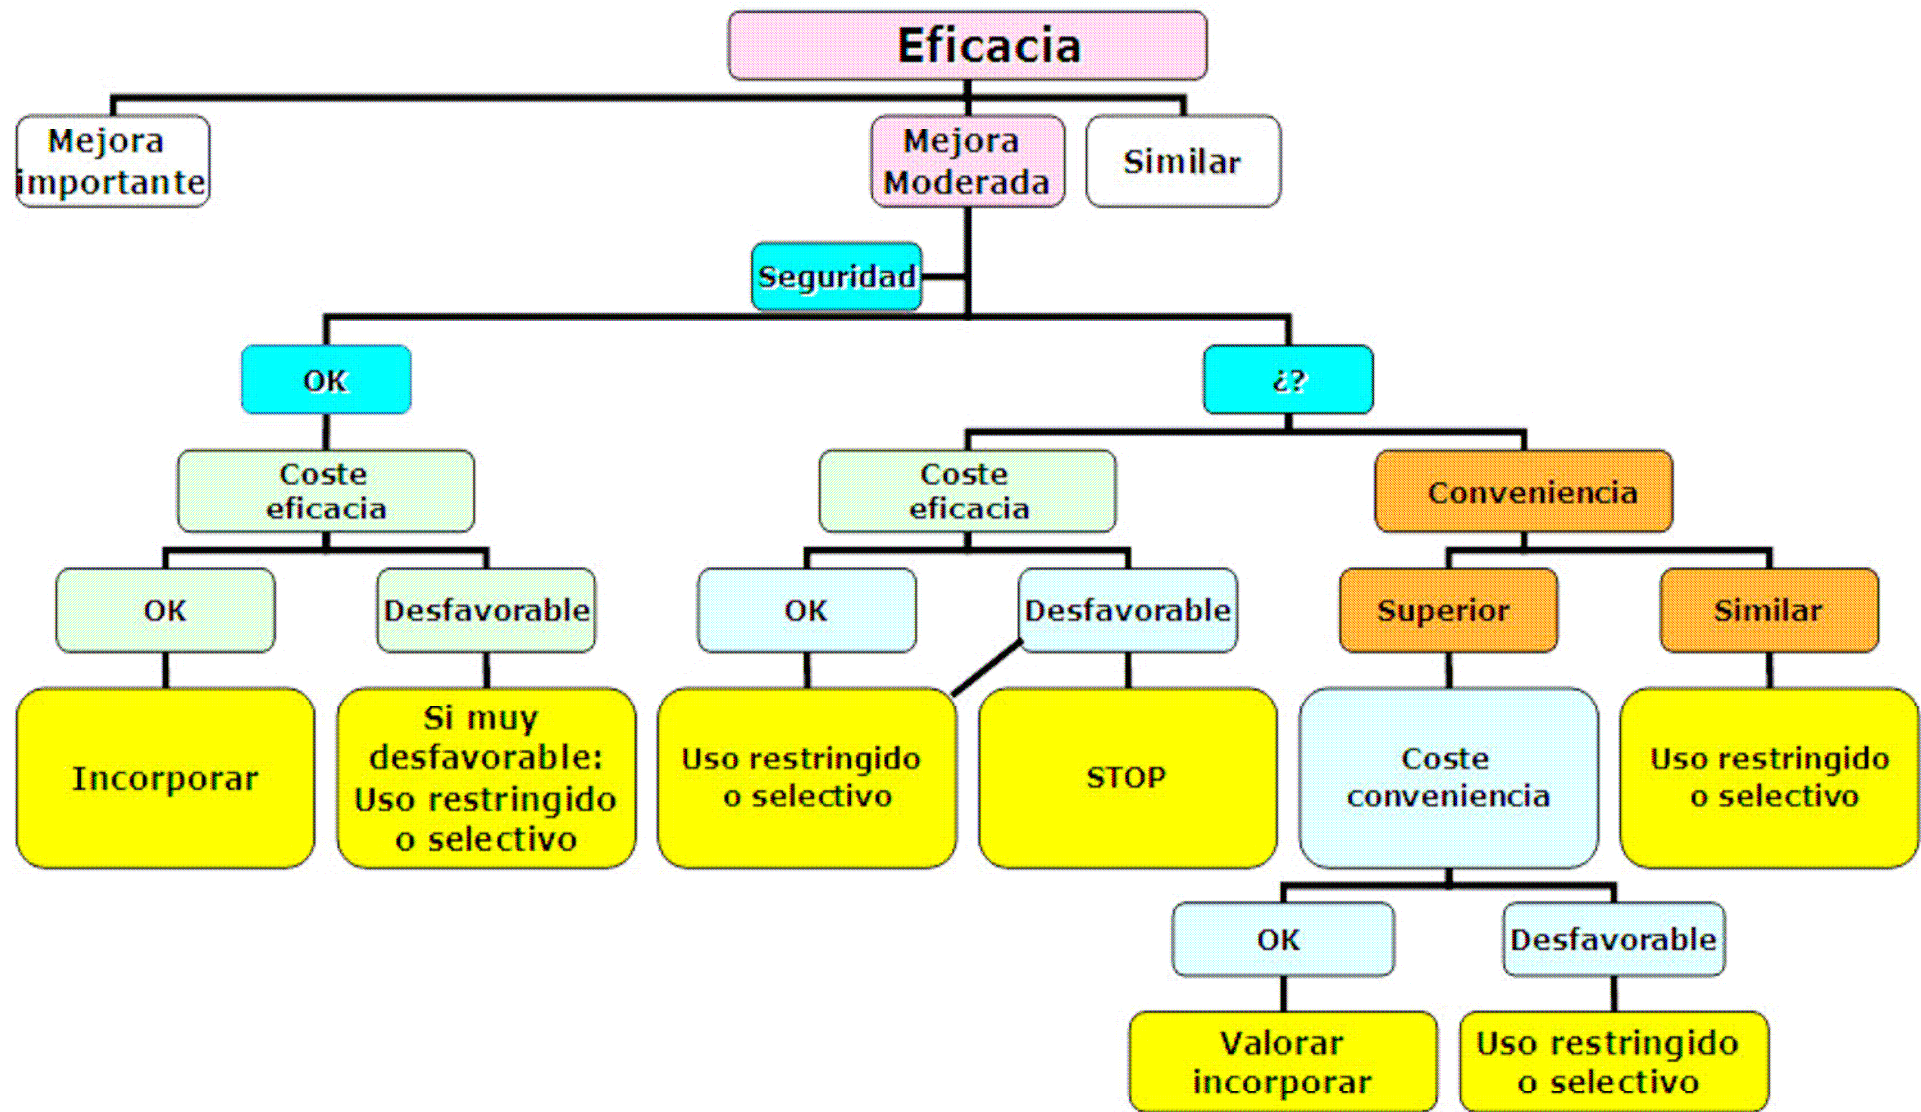 Eficacia
Mejora
importante
Mejora
Moderada
Similar
Seguridad
OK
¿?
Coste
eficacia
Coste
eficacia
Conveniencia
OK
Desfavorable
OK
Desfavorable
Superior
Similar
Incorporar
Si muy
desfavorable:
Uso restringido
o selectivo
Uso restringido
o selectivo
STOP
Coste
conveniencia
Uso restringido
o selectivo
OK
Desfavorable
Valorar
incorporar
Uso restringido
o selectivo